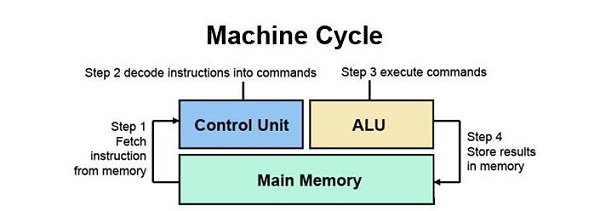 Machine Cycle
Step 2 decode instructions into commands
Step 3 execute commands
Step 1
Fetch
instruction
from memory
Control Unit
ALU
Step 4
Store results
in memory
Main Memory